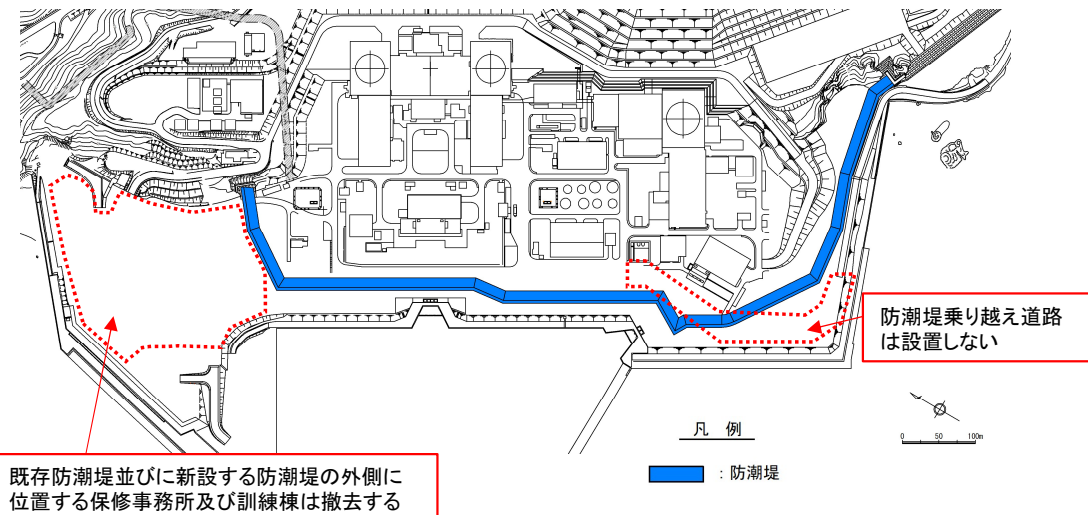 防潮堤乗り越え道路
は設置しない
凡 例
：防潮堤
0 50 100m
既存防潮堤並びに新設する防潮堤の外側に
位置する保修事務所及び訓練棟は撤去する